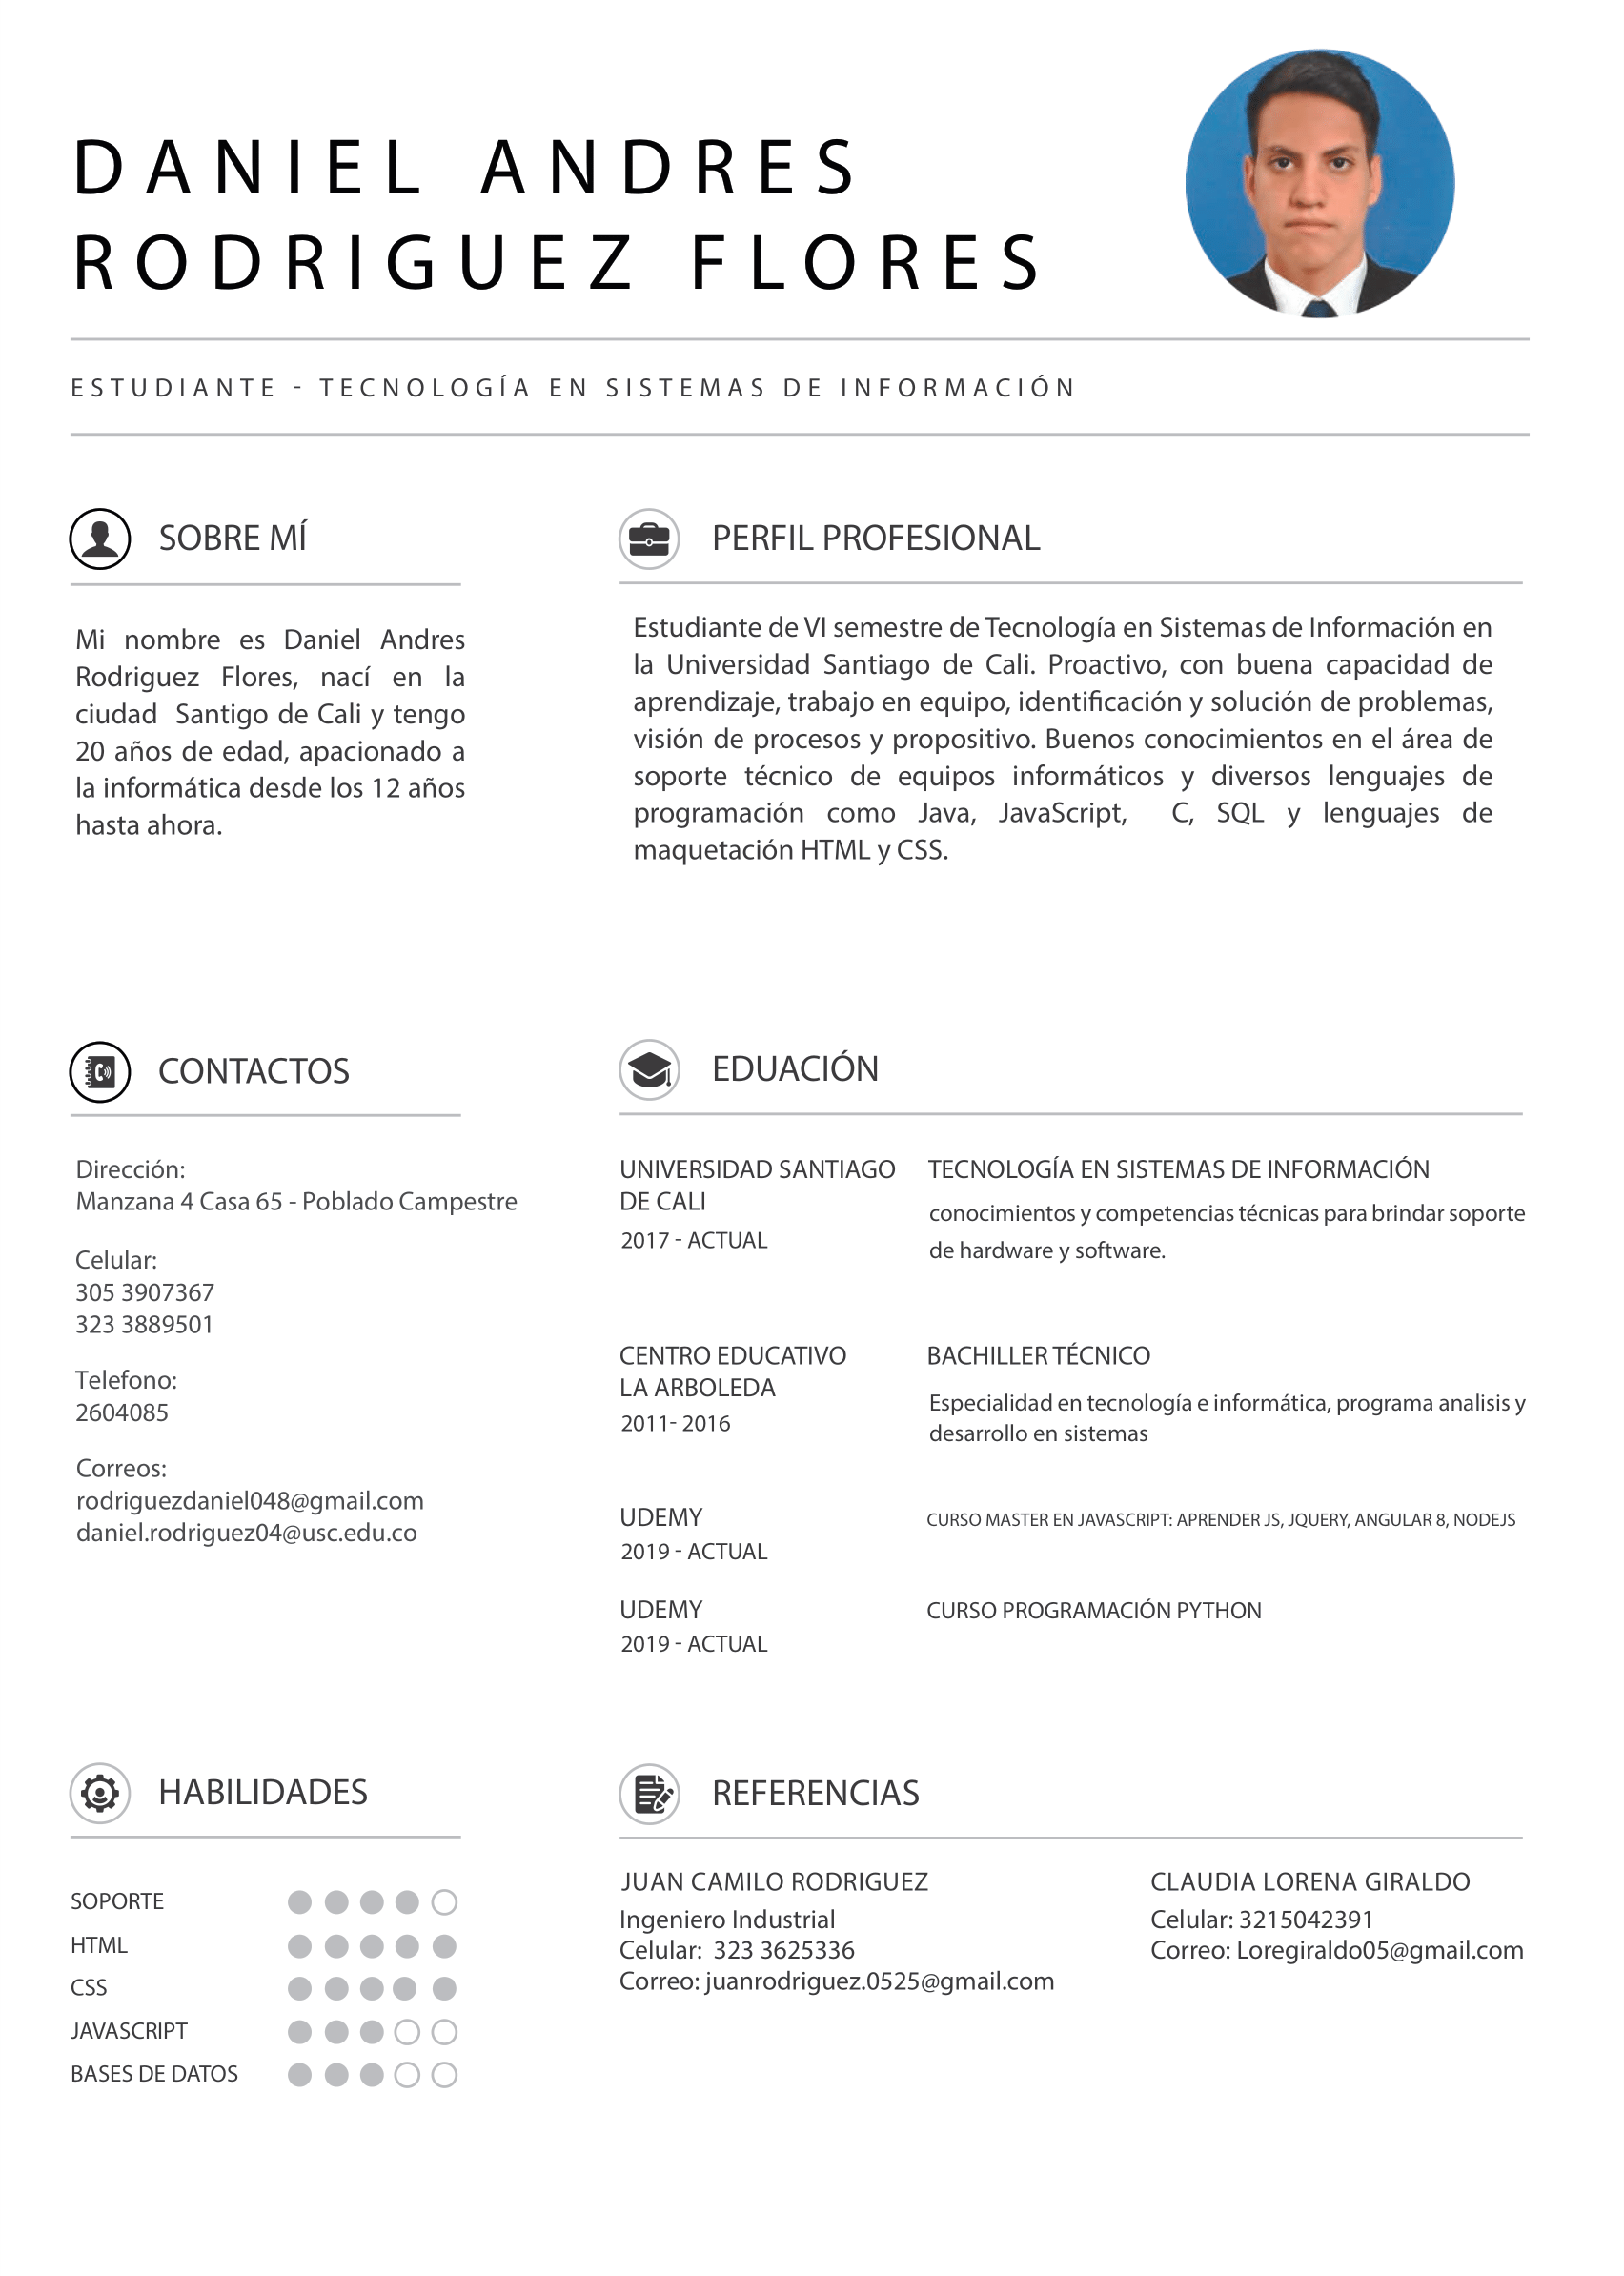 DANIEL ANDRES
RODRIGUEZ FLORES
ESTUDIANTE - TECNOLOGÍA EN SISTEMAS DE INFORMACIÓN
SOBRE MÍ
Mi nombre es Daniel Andres
Rodriguez Flores, nací en la
ciudad Santigo de Cali y tengo
20 años de edad, apacionado a
la informática desde los 12 años
hasta ahora.
PERFIL PROFESIONAL
Estudiante de VI semestre de Tecnología en Sistemas de Información en
la Universidad Santiago de Cali. Proactivo, con buena capacidad de
aprendizaje, trabajo en equipo, identificación y solución de problemas,
visión de procesos y propositivo. Buenos conocimientos en el área de
soporte técnico de equipos informáticos y diversos lenguajes de
programación como Java, JavaScript, C, SQL y lenguajes de
maquetación HTML y CSS.
CONTACTOS
Dirección:
Manzana 4 Casa 65 - Poblado Campestre
Celular:
305 3907367
323 3889501
Telefono:
2604085
Correos:
rodriguezdaniel048@gmail.com
daniel.rodriguez04@usc.edu.co
EDUACIÓN
UNIVERSIDAD SANTIAGO
DE CALI
2017 - ACTUAL
TECNOLOGÍA EN SISTEMAS DE INFORMACIÓN
conocimientos y competencias técnicas para brindar soporte
de hardware y software.
CENTRO EDUCATIVO
LA ARBOLEDA
2011- 2016
BACHILLER TÉCNICO
Especialidad en tecnología e informática, programa analisis y
desarrollo en sistemas
UDEMY
2019 - ACTUAL
CURSO MASTER EN JAVASCRIPT: APRENDER JS, JQUERY, ANGULAR 8, NODEJS
UDEMY
2019 - ACTUAL
CURSO PROGRAMACIÓN PYTHON
HABILIDADES
SOPORTE
HTML
CSS
JAVASCRIPT
BASES DE DATOS
REFERENCIAS
JUAN CAMILO RODRIGUEZ
Ingeniero Industrial
Celular: 323 3625336
Correo: juanrodriguez.0525@gmail.com
CLAUDIA LORENA GIRALDO
Celular: 3215042391
Correo: Loregiraldo05@gmail.com